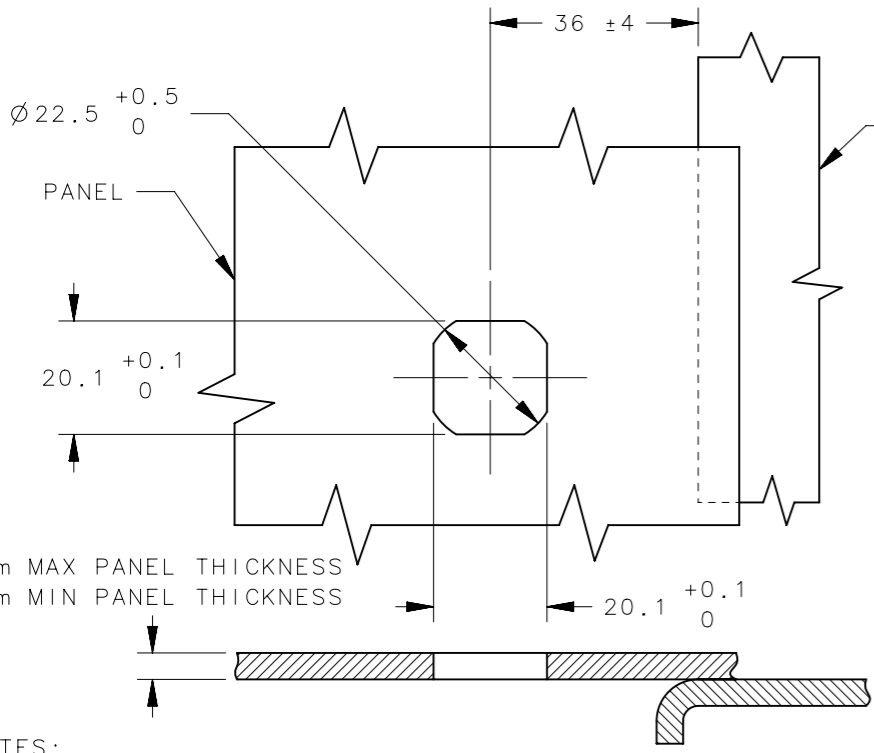 36 ±4
Ø22.5 +0.5
0
PANEL
20.1 +0.1
0
MAX PANEL THICKNESS
MIN PANEL THICKNESS
20.1 +0.1
0